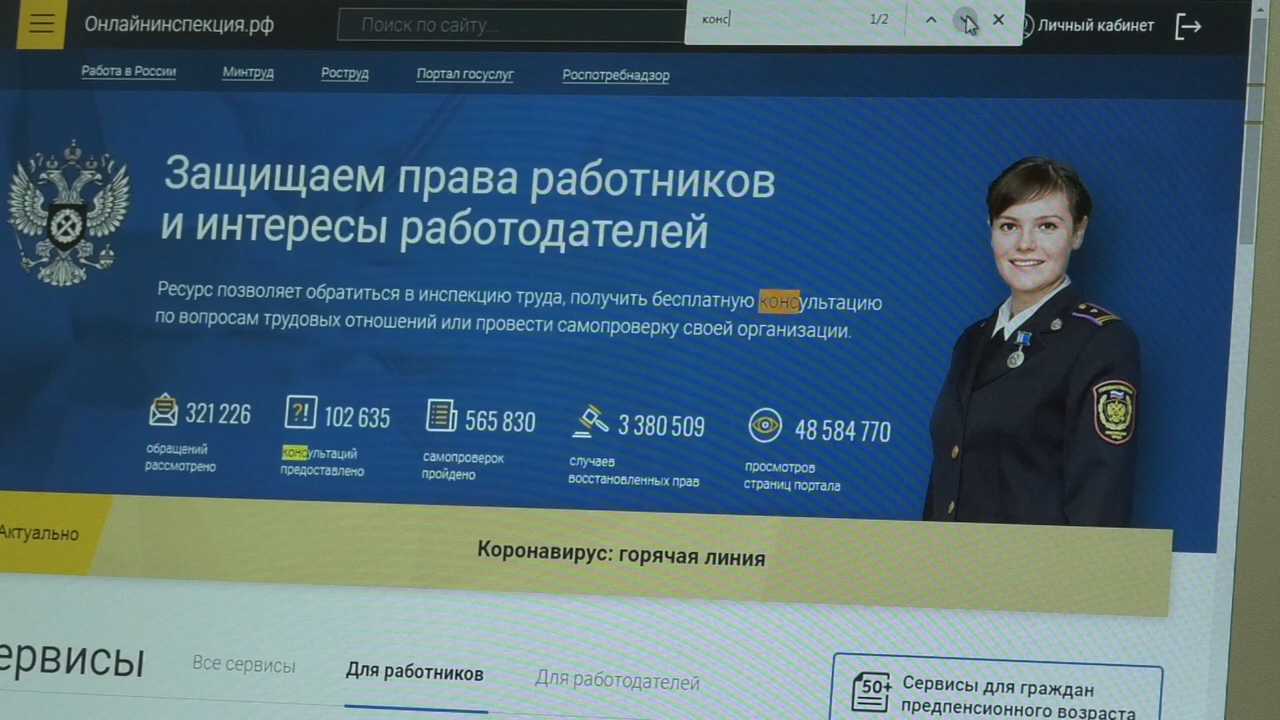 Онлайнинспекция.рф
Поиск по сайту...
конс
1/2
Личный кабинет
Работа в России
Минтруд
Роструд
Портал госуслуг
Роспотребнадзор
Защищаем права работников
и интересы работодателей
Ресурс позволяет обратиться в инспекцию труда, получить бесплатную консультацию
по вопросам трудовых отношений или провести самопроверку своей организации.
321 226
обращений
рассмотрено
?!
102 635
консультаций
предоставлено
565 830
самопроверок
пройдено
3 380 509
случаев
восстановленных прав
48 584 770
просмотров
страниц портала
Актуально
Коронавирус: горячая линия
ервисы
Все сервисы
Для работников
Для работодателей
50+
Сервисы для граждан
предпенсионного возраста